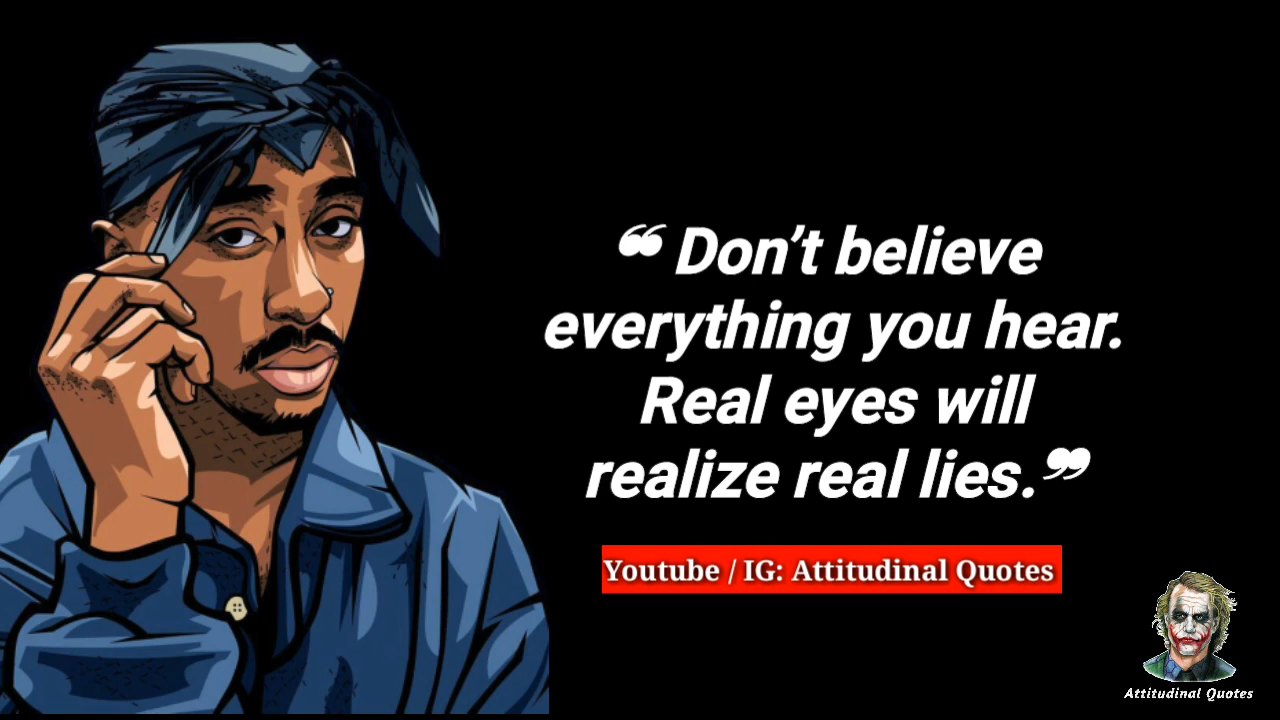 ❝ Don’t believe
everything you hear.
Real eyes will
realize real lies.❞
Youtube / IG: Attitudinal Quotes
Attitudinal Quotes